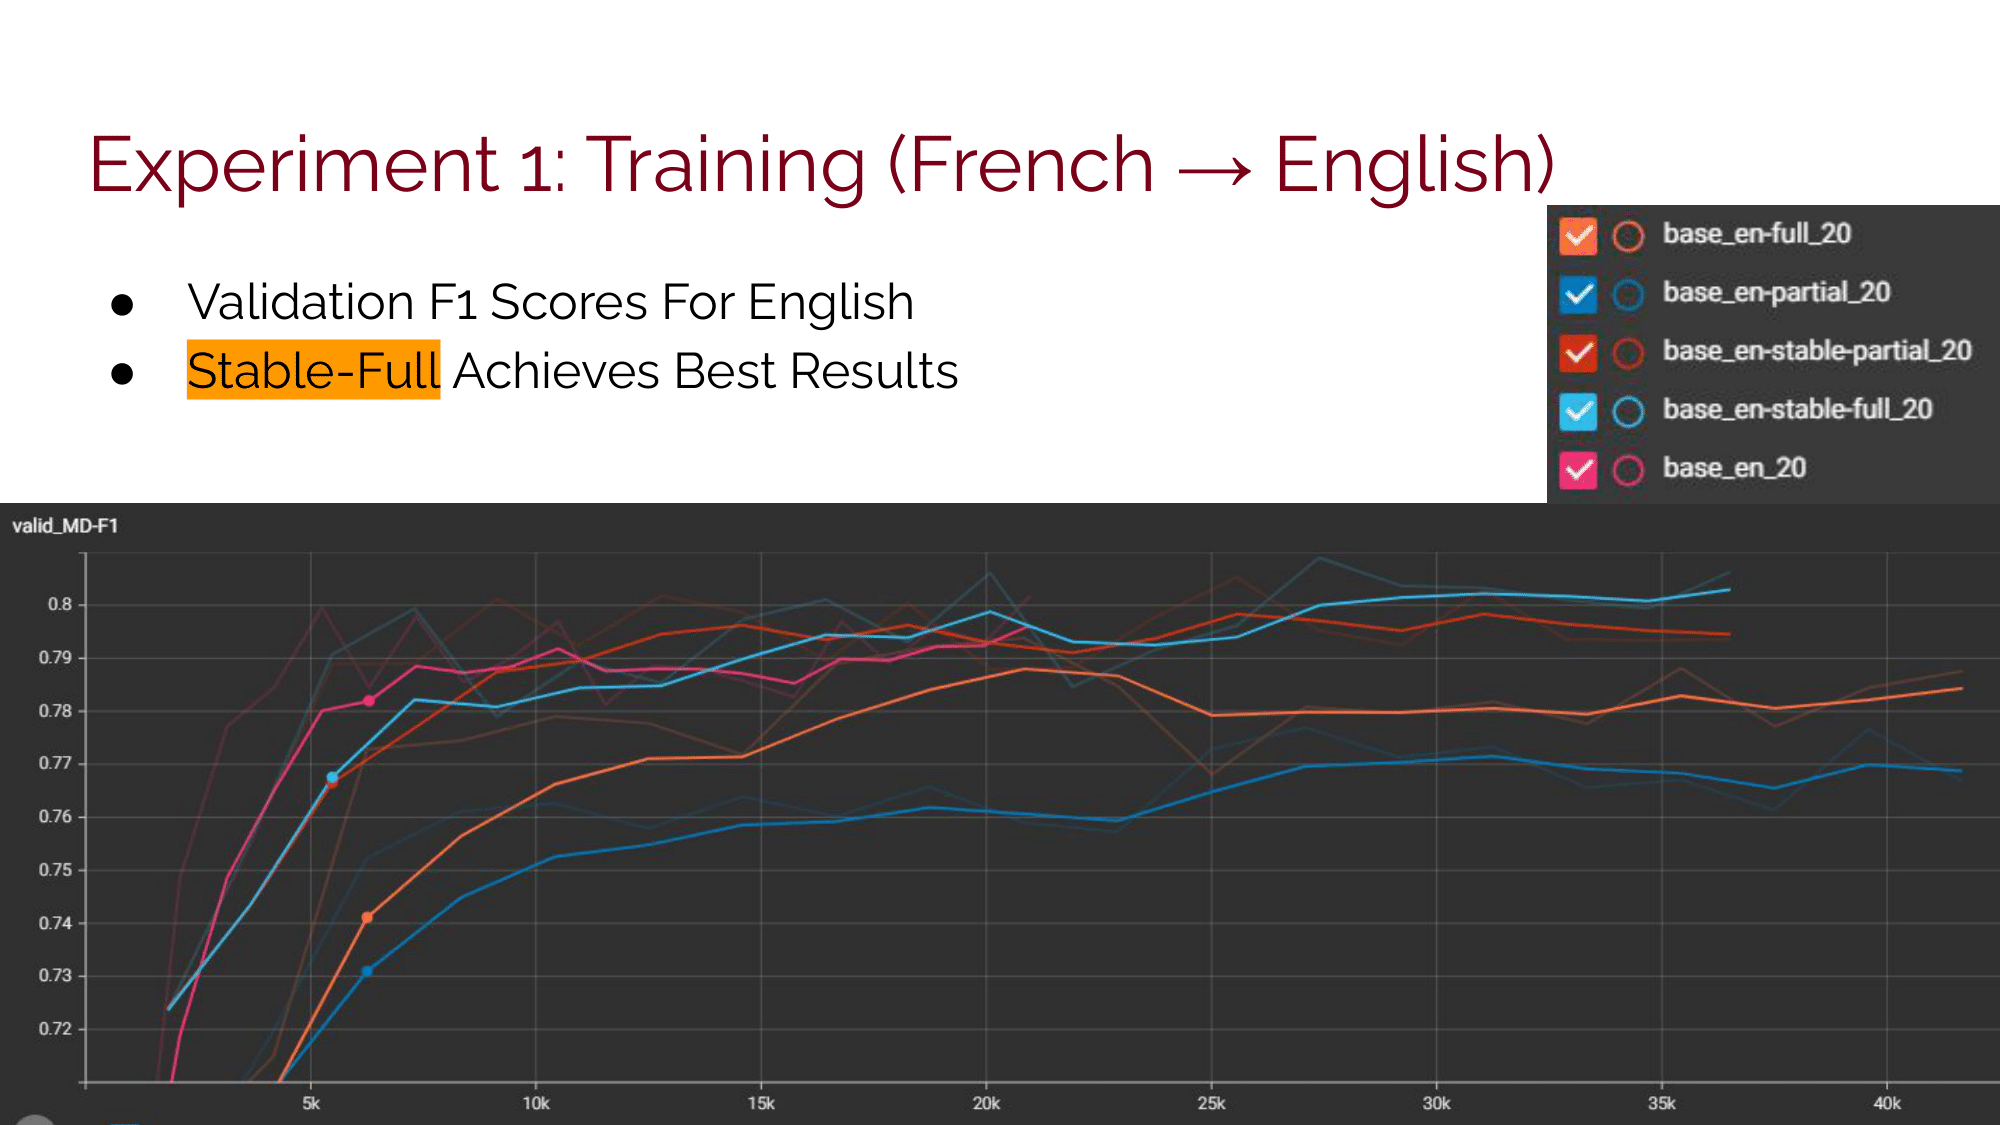 Experiment 1: Training (French → English)
● Validation F1 Scores For English
● Stable-Full Achieves Best Results
base_en-full_20
base_en-partial_20
base_en-stable-partial_20
base_en-stable-full_20
base_en_20
valid_MD-F1
0.8
0.79
0.78
0.77
0.76
0.75
0.74
0.73
0.72
5k 10k 15k 20k 25k 30k 35k 40k